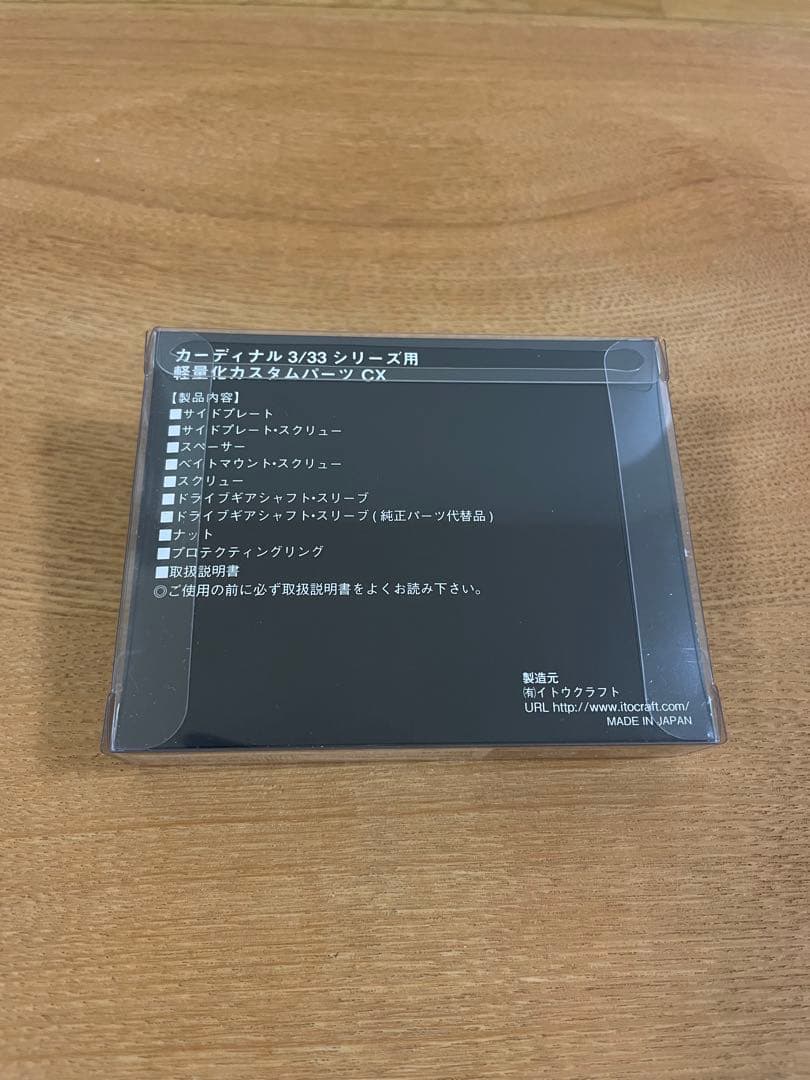 カーディナル 3/33 シリーズ用
軽量化カスタムパーツ CX
【製品内容】
■サイドプレート
■サイドプレート・スクリュー
■スペーサー
■ベイトマウント・スクリュー
■スクリュー
■ドライブギアシャフト・スリーブ
■ドライブギアシャフト・スリーブ ( 純正パーツ代替品 )
■ナット
■プロテクティングリング
■取扱説明書
◎ご使用の前に必ず取扱説明書をよくお読み下さい。
製造元
㈲イトウクラフト
URL http://www.itocraft.com/
MADE IN JAPAN